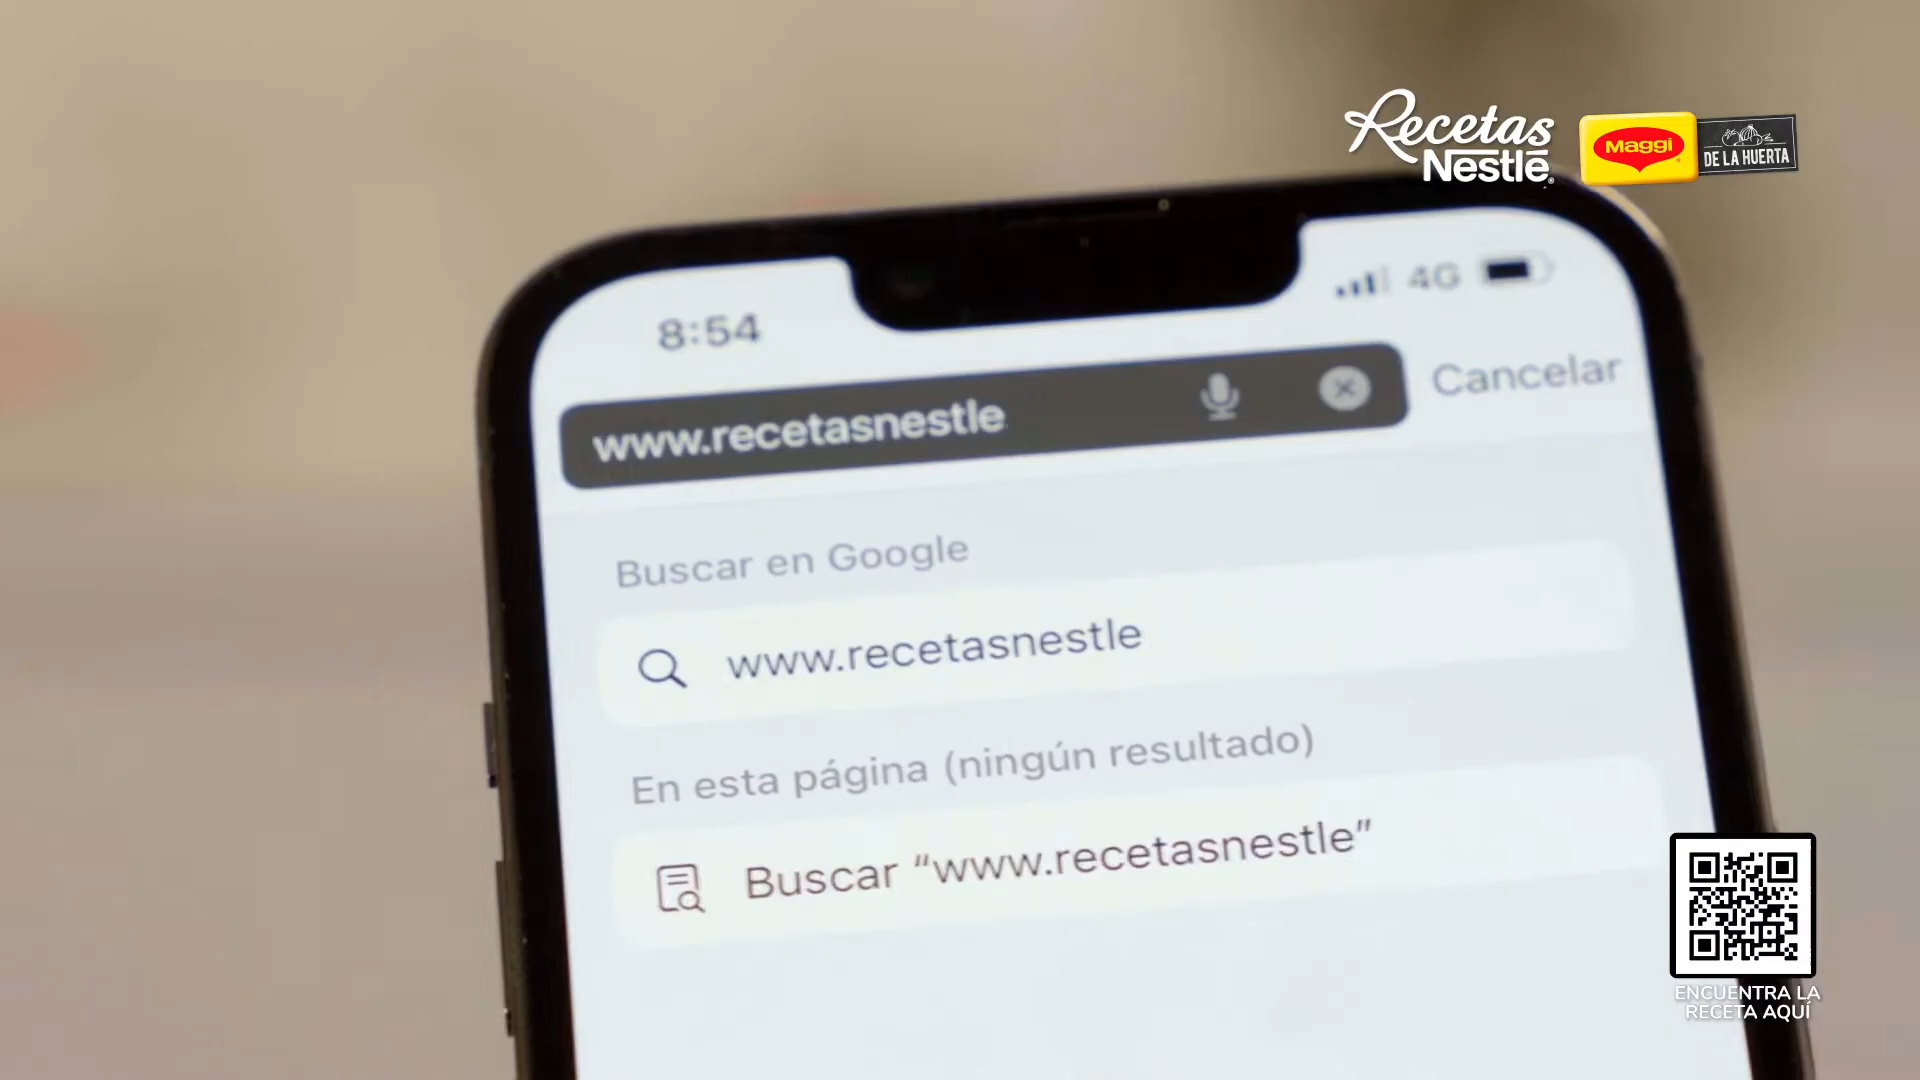 Recetas
Nestlé
Maggi
DE LA HUERTA
8:54
4G
www.recetasnestle
Cancelar
Buscar en Google
www.recetasnestle
En esta página (ningún resultado)
Buscar “www.recetasnestle”
ENCUENTRA LA
RECETA AQUÍ